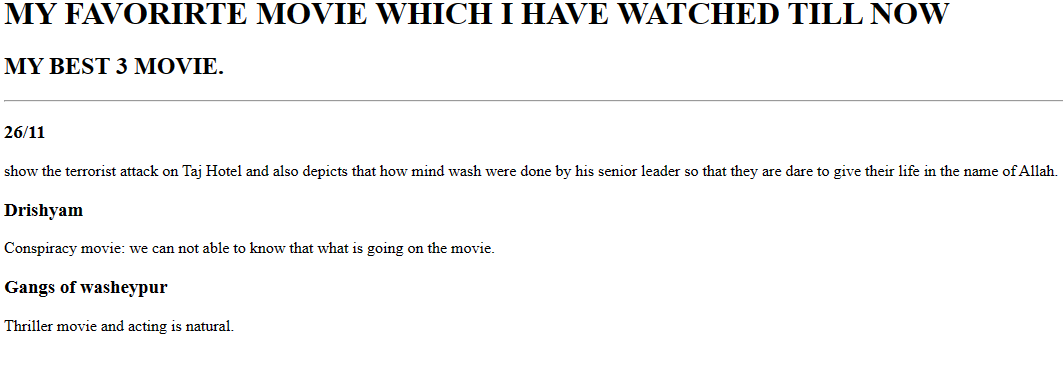 MY FAVORIRTE MOVIE WHICH I HAVE WATCHED TILL NOW
MY BEST 3 MOVIE.
26/11
show the terrorist attack on Taj Hotel and also depicts that how mind wash were done by his senior leader so that they are dare to give their life in the name of Allah.
Drishyam
Conspiracy movie: we can not able to know that what is going on the movie.
Gangs of washeypur
Thriller movie and acting is natural.